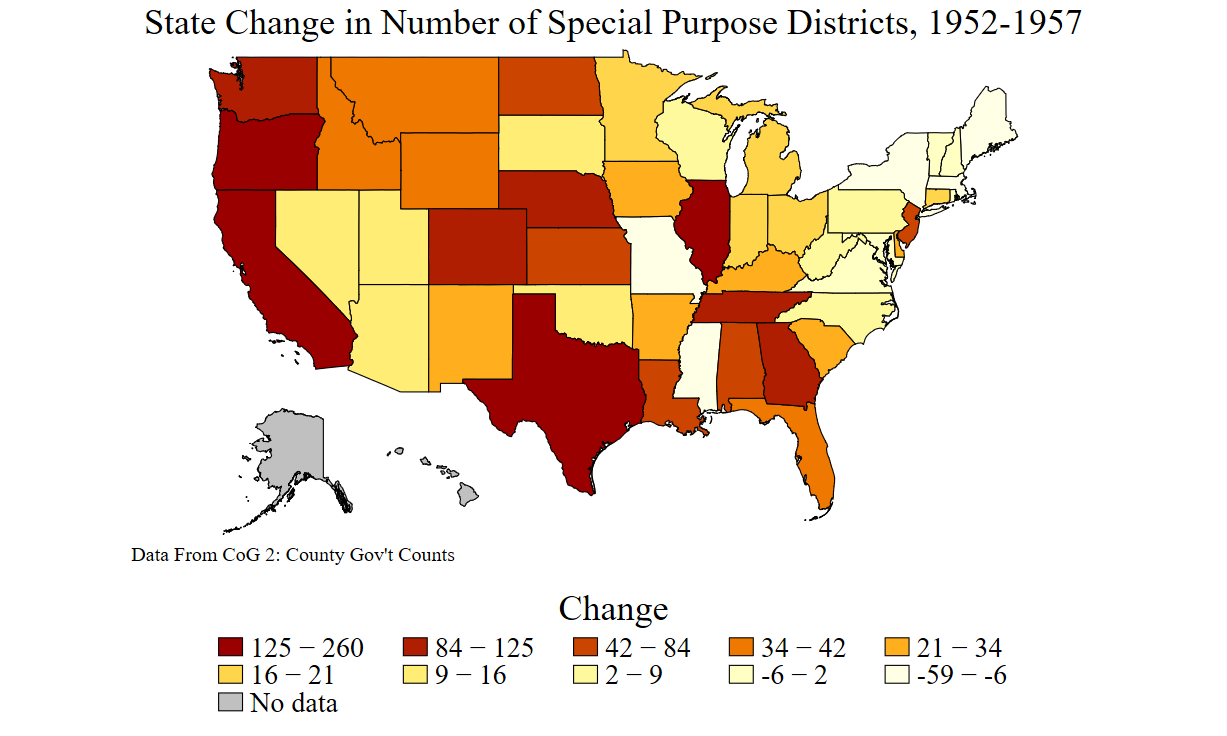 State Change in Number of Special Purpose Districts, 1952-1957
Data From CoG 2: County Gov't Counts
Change
125 − 260 84 − 125 42 − 84 34 − 42 21 − 34
16 − 21 9 − 16 2 − 9 -6 − 2 -59 − -6
No data